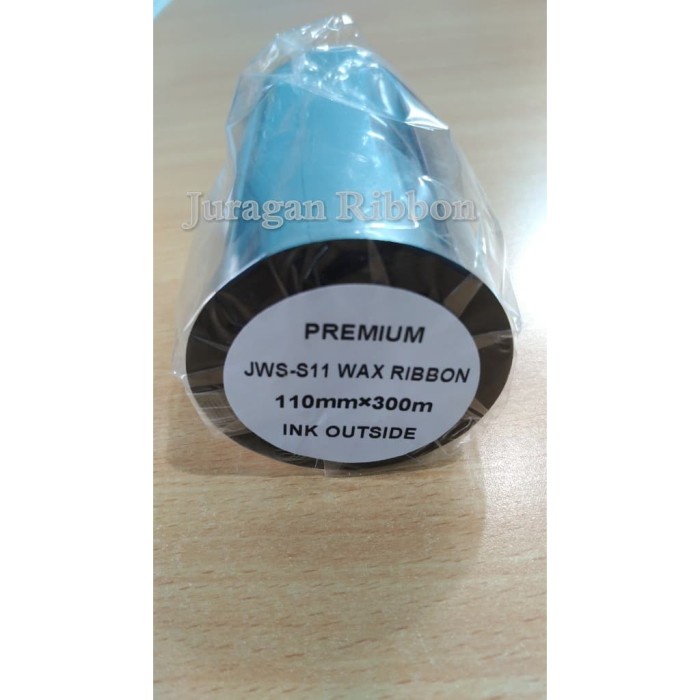 Juragan Ribbon
PREMIUM
JWS-S11 WAX RIBBON
110mm×300m
INK OUTSIDE